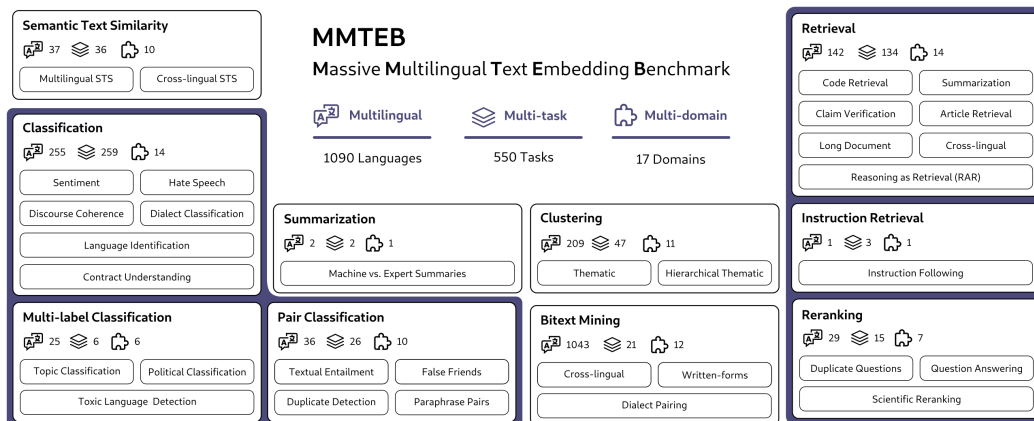 Semantic Text Similarity
37 36 10
Multilingual STS Cross-lingual STS
Classification
255 259 14
Sentiment Hate Speech
Discourse Coherence Dialect Classification
Language Identification
Contract Understanding
Multi-label Classification
25 6 6
Topic Classification Political Classification
Toxic Language Detection
MMTEB
Massive Multilingual Text Embedding Benchmark
Multilingual Multi-task Multi-domain
1090 Languages 550 Tasks 17 Domains
Summarization
2 2 1
Machine vs. Expert Summaries
Pair Classification
36 26 10
Textual Entailment False Friends
Duplicate Detection Paraphrase Pairs
Clustering
209 47 11
Thematic Hierarchical Thematic
Bitext Mining
1043 21 12
Cross-lingual Written-forms
Dialect Pairing
Retrieval
142 134 14
Code Retrieval Summarization
Claim Verification Article Retrieval
Long Document Cross-lingual
Reasoning as Retrieval (RAR)
Instruction Retrieval
1 3 1
Instruction Following
Reranking
29 15 7
Duplicate Questions Question Answering
Scientific Reranking